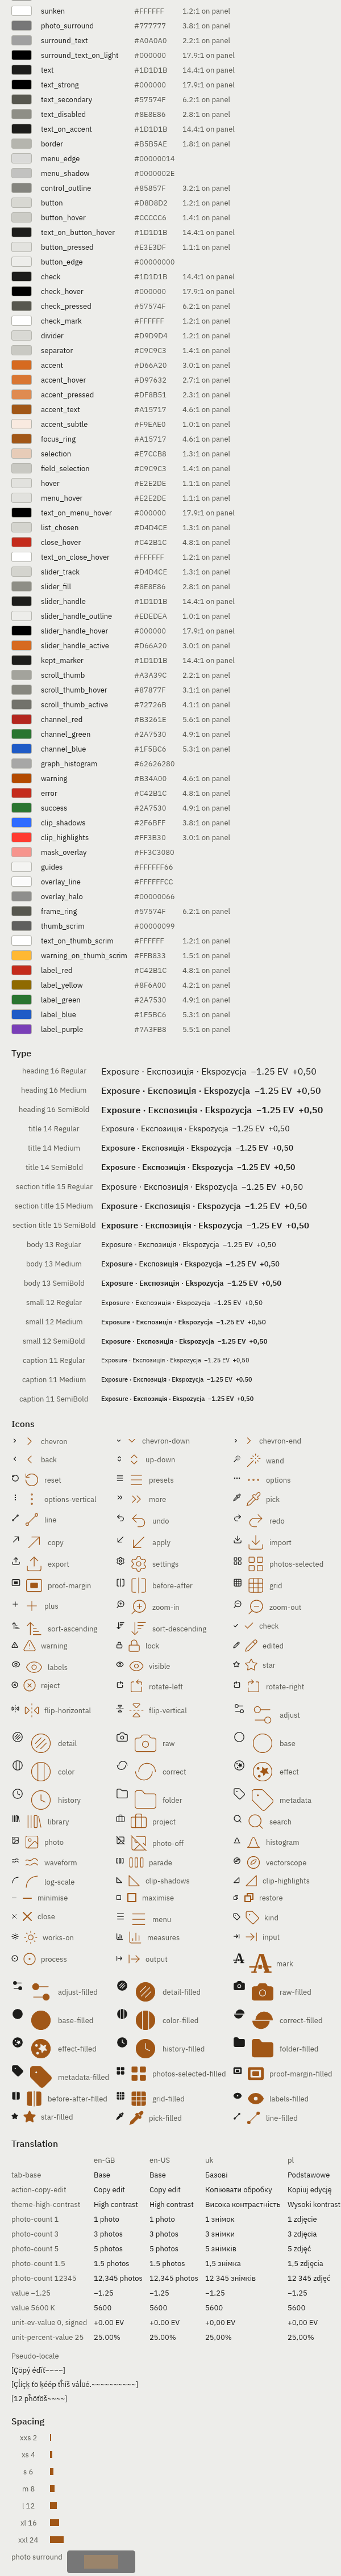 sunken #FFFFFF 1.2:1 on panel
photo_surround #777777 3.8:1 on panel
surround_text #A0A0A0 2.2:1 on panel
surround_text_on_light #000000 17.9:1 on panel
text #1D1D1B 14.4:1 on panel
text_strong #000000 17.9:1 on panel
text_secondary #57574F 6.2:1 on panel
text_disabled #8E8E86 2.8:1 on panel
text_on_accent #1D1D1B 14.4:1 on panel
border #B5B5AE 1.8:1 on panel
menu_edge #00000014
menu_shadow #0000002E
control_outline #85857F 3.2:1 on panel
button #D8D8D2 1.2:1 on panel
button_hover #CCCCC6 1.4:1 on panel
text_on_button_hover #1D1D1B 14.4:1 on panel
button_pressed #E3E3DF 1.1:1 on panel
button_edge #00000000
check #1D1D1B 14.4:1 on panel
check_hover #000000 17.9:1 on panel
check_pressed #57574F 6.2:1 on panel
check_mark #FFFFFF 1.2:1 on panel
divider #D9D9D4 1.2:1 on panel
separator #C9C9C3 1.4:1 on panel
accent #D66A20 3.0:1 on panel
accent_hover #D97632 2.7:1 on panel
accent_pressed #DF8B51 2.3:1 on panel
accent_text #A15717 4.6:1 on panel
accent_subtle #F9EAE0 1.0:1 on panel
focus_ring #A15717 4.6:1 on panel
selection #E7CCB8 1.3:1 on panel
field_selection #C9C9C3 1.4:1 on panel
hover #E2E2DE 1.1:1 on panel
menu_hover #E2E2DE 1.1:1 on panel
text_on_menu_hover #000000 17.9:1 on panel
list_chosen #D4D4CE 1.3:1 on panel
close_hover #C42B1C 4.8:1 on panel
text_on_close_hover #FFFFFF 1.2:1 on panel
slider_track #D4D4CE 1.3:1 on panel
slider_fill #8E8E86 2.8:1 on panel
slider_handle #1D1D1B 14.4:1 on panel
slider_handle_outline #EDEDEA 1.0:1 on panel
slider_handle_hover #000000 17.9:1 on panel
slider_handle_active #D66A20 3.0:1 on panel
kept_marker #1D1D1B 14.4:1 on panel
scroll_thumb #A3A39C 2.2:1 on panel
scroll_thumb_hover #87877F 3.1:1 on panel
scroll_thumb_active #72726B 4.1:1 on panel
channel_red #B3261E 5.6:1 on panel
channel_green #2A7530 4.9:1 on panel
channel_blue #1F5BC6 5.3:1 on panel
graph_histogram #62626280
warning #B34A00 4.6:1 on panel
error #C42B1C 4.8:1 on panel
success #2A7530 4.9:1 on panel
clip_shadows #2F6BFF 3.8:1 on panel
clip_highlights #FF3B30 3.0:1 on panel
mask_overlay #FF3C3080
guides #FFFFFF66
overlay_line #FFFFFFCC
overlay_halo #00000066
frame_ring #57574F 6.2:1 on panel
thumb_scrim #00000099
text_on_thumb_scrim #FFFFFF 1.2:1 on panel
warning_on_thumb_scrim #FFB833 1.5:1 on panel
label_red #C42B1C 4.8:1 on panel
label_yellow #8F6A00 4.2:1 on panel
label_green #2A7530 4.9:1 on panel
label_blue #1F5BC6 5.3:1 on panel
label_purple #7A3FB8 5.5:1 on panel
Type
heading 16 Regular Exposure · Експозиція · Ekspozycja −1.25 EV +0,50
heading 16 Medium Exposure · Експозиція · Ekspozycja −1.25 EV +0,50
heading 16 SemiBold Exposure · Експозиція · Ekspozycja −1.25 EV +0,50
title 14 Regular Exposure · Експозиція · Ekspozycja −1.25 EV +0,50
title 14 Medium Exposure · Експозиція · Ekspozycja −1.25 EV +0,50
title 14 SemiBold Exposure · Експозиція · Ekspozycja −1.25 EV +0,50
section title 15 Regular Exposure · Експозиція · Ekspozycja −1.25 EV +0,50
section title 15 Medium Exposure · Експозиція · Ekspozycja −1.25 EV +0,50
section title 15 SemiBold Exposure · Експозиція · Ekspozycja −1.25 EV +0,50
body 13 Regular Exposure · Експозиція · Ekspozycja −1.25 EV +0,50
body 13 Medium Exposure · Експозиція · Ekspozycja −1.25 EV +0,50
body 13 SemiBold Exposure · Експозиція · Ekspozycja −1.25 EV +0,50
small 12 Regular Exposure · Експозиція · Ekspozycja −1.25 EV +0,50
small 12 Medium Exposure · Експозиція · Ekspozycja −1.25 EV +0,50
small 12 SemiBold Exposure · Експозиція · Ekspozycja −1.25 EV +0,50
caption 11 Regular Exposure · Експозиція · Ekspozycja −1.25 EV +0,50
caption 11 Medium Exposure · Експозиція · Ekspozycja −1.25 EV +0,50
caption 11 SemiBold Exposure · Експозиція · Ekspozycja −1.25 EV +0,50
Icons
chevron chevron-down chevron-end
back up-down wand
reset presets options
options-vertical more pick
line undo redo
copy apply import
export settings photos-selected
proof-margin before-after grid
plus zoom-in zoom-out
sort-ascending sort-descending check
warning lock edited
labels visible star
reject rotate-left rotate-right
flip-horizontal flip-vertical adjust
detail raw base
color correct effect
history folder metadata
library project search
photo photo-off histogram
waveform parade vectorscope
log-scale clip-shadows clip-highlights
minimise maximise restore
close menu kind
works-on measures input
process output mark
adjust-filled detail-filled raw-filled
base-filled color-filled correct-filled
effect-filled history-filled folder-filled
metadata-filled photos-selected-filled proof-margin-filled
before-after-filled grid-filled labels-filled
star-filled pick-filled line-filled
Translation
en-GB en-US uk pl
tab-base Base Base Базові Podstawowe
action-copy-edit Copy edit Copy edit Копіювати обробку Kopiuj edycję
theme-high-contrast High contrast High contrast Висока контрастність Wysoki kontrast
photo-count 1 1 photo 1 photo 1 знімок 1 zdjęcie
photo-count 3 3 photos 3 photos 3 знімки 3 zdjęcia
photo-count 5 5 photos 5 photos 5 знімків 5 zdjęć
photo-count 1.5 1.5 photos 1.5 photos 1,5 знімка 1,5 zdjęcia
photo-count 12345 12,345 photos 12,345 photos 12 345 знімків 12 345 zdjęć
value −1.25 −1.25 −1.25 −1,25 −1,25
value 5600 K 5600 5600 5600 5600
unit-ev-value 0, signed +0.00 EV +0.00 EV +0,00 EV +0,00 EV
unit-percent-value 25 25.00% 25.00% 25,00% 25,00%
Pseudo-locale
Spacing
xxs 2
xs 4
s 6
m 8
l 12
xl 16
xxl 24
photo surround